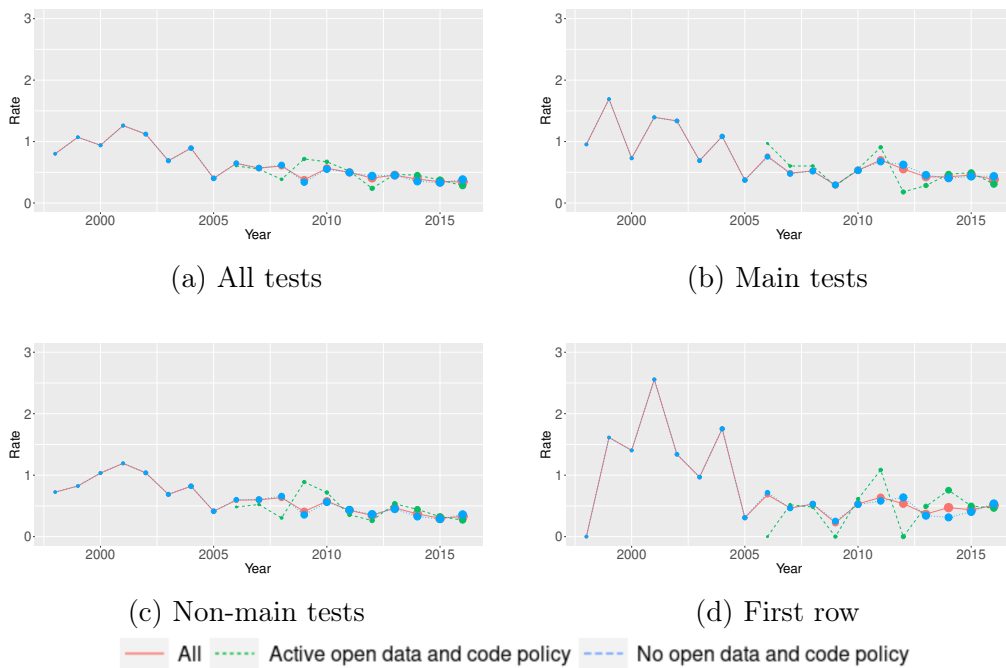 3
2
1
0
Rate
2000
2005
2010
2015
Year
(a) All tests
3
2
1
0
Rate
2000
2005
2010
2015
Year
(b) Main tests
3
2
1
0
Rate
2000
2005
2010
2015
Year
(c) Non-main tests
3
2
1
0
Rate
2000
2005
2010
2015
Year
(d) First row
All Active open data and code policy No open data and code policy